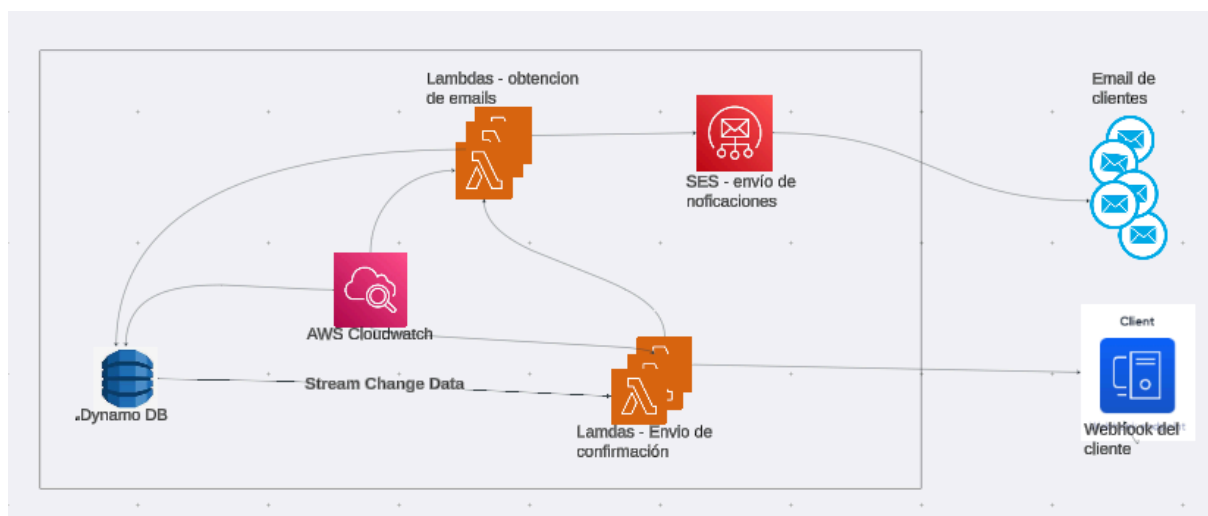 Lambdas - obtencion
de emails
Email de
clientes
SES - envío de
noficaciones
AWS Cloudwatch
Client
Stream Change Data
.Dynamo DB
Lamdas - Envio de
confirmación
Webhook del
cliente